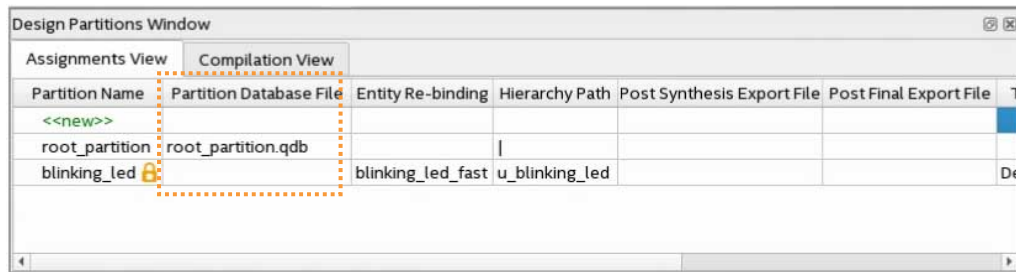 Design Partitions Window
Assignments View Compilation View
Partition Name Partition Database File Entity Re-binding Hierarchy Path Post Synthesis Export File Post Final Export File T
<<new>>
root_partition root_partition.qdb |
blinking_led blinking_led_fast u_blinking_led De